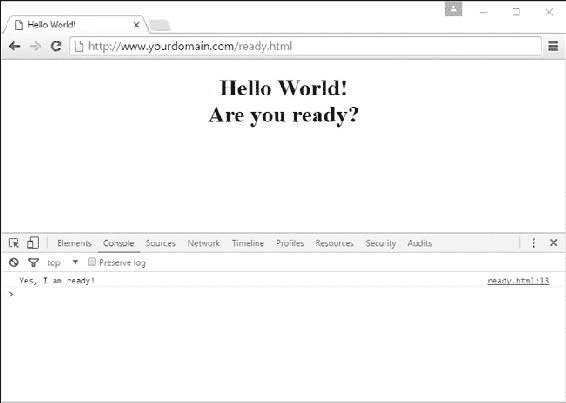 Hello World!
http://www.yourdomain.com/ready.html
Hello World!
Are you ready?
Elements Console Sources Network Timeline Profiles Resources Security Audits
top Preserve log
Yes, I am ready! ready.html:13
>